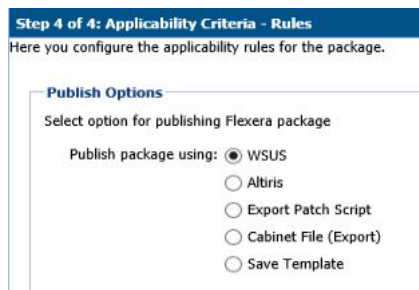 Step 4 of 4: Applicability Criteria - Rules
Here you configure the applicability rules for the package.
Publish Options
Select option for publishing Flexera package
Publish package using: WSUS
Altiris
Export Patch Script
Cabinet File (Export)
Save Template